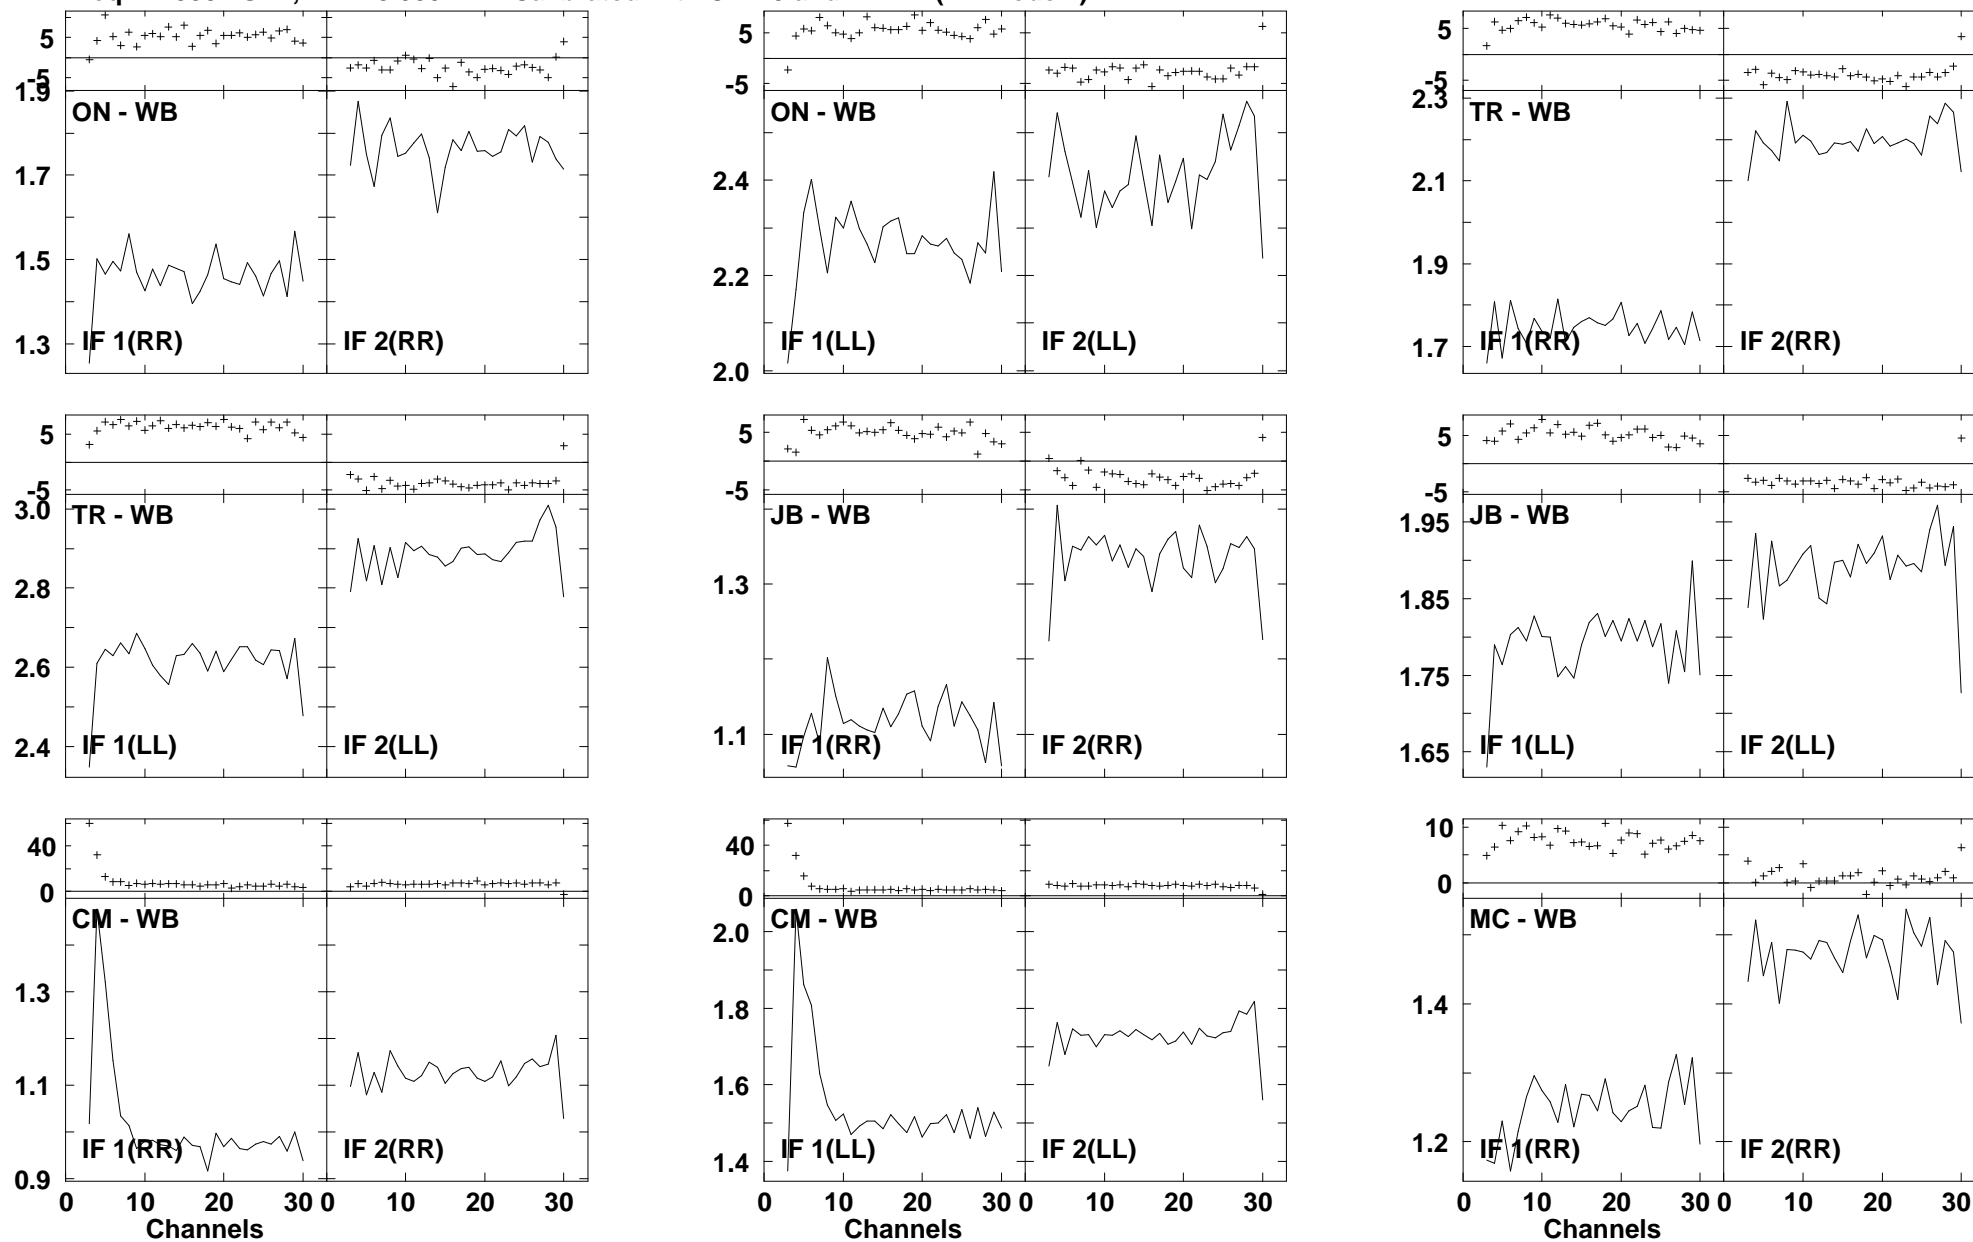 5 5 5
-5 -5 -5
1.9 ON - WB ON - WB 2.3 TR - WB
1.7 2.4 2.1
1.5 2.2 1.9
1.3 IF 1(RR) IF 2(RR) 2.0 IF 1(LL) IF 2(LL) 1.7 IF 1(RR) IF 2(RR)
5 5 5
-5 -5 -5
3.0 TR - WB JB - WB 1.95 JB - WB
2.8 1.3 1.85
2.6 1.75
2.4 IF 1(LL) IF 2(LL) 1.1 IF 1(RR) IF 2(RR) 1.65 IF 1(LL) IF 2(LL)
40 40 10
0 0 0
CM - WB 2.0 CM - WB MC - WB
1.3 1.8 1.4
1.1 1.6
0.9 IF 1(RR) IF 2(RR) 1.4 IF 1(LL) IF 2(LL) 1.2 IF 1(RR) IF 2(RR)
0 10 20 30 0 10 20 30 0 10 20 30 0 10 20 30 0 10 20 30 0 10 20 30
Channels Channels Channels